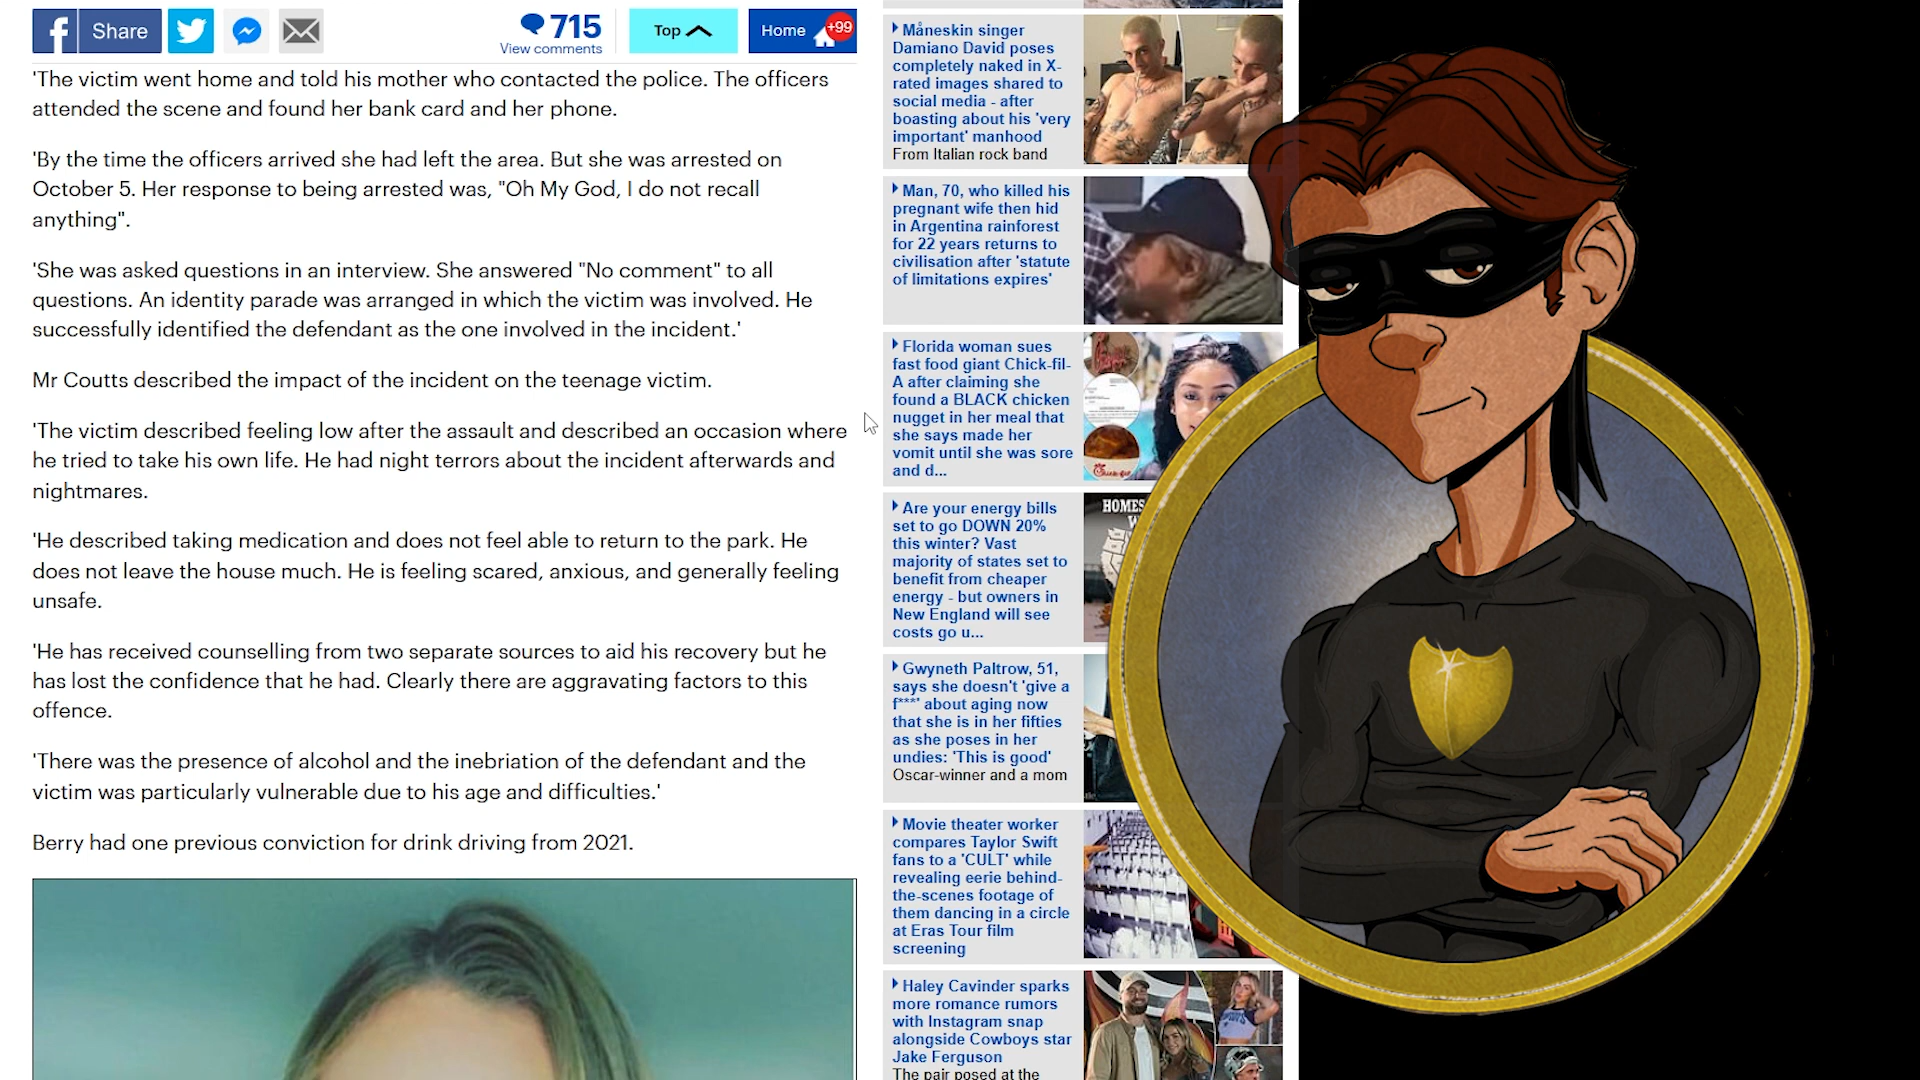 Share
715
View comments
Top
Home
+99
'The victim went home and told his mother who contacted the police. The officers
attended the scene and found her bank card and her phone.
'By the time the officers arrived she had left the area. But she was arrested on
October 5. Her response to being arrested was, "Oh My God, I do not recall
anything".
'She was asked questions in an interview. She answered "No comment" to all
questions. An identity parade was arranged in which the victim was involved. He
successfully identified the defendant as the one involved in the incident.'
Mr Coutts described the impact of the incident on the teenage victim.
'The victim described feeling low after the assault and described an occasion where
he tried to take his own life. He had night terrors about the incident afterwards and
nightmares.
'He described taking medication and does not feel able to return to the park. He
does not leave the house much. He is feeling scared, anxious, and generally feeling
unsafe.
'He has received counselling from two separate sources to aid his recovery but he
has lost the confidence that he had. Clearly there are aggravating factors to this
offence.
'There was the presence of alcohol and the inebriation of the defendant and the
victim was particularly vulnerable due to his age and difficulties.'
Berry had one previous conviction for drink driving from 2021.
Måneskin singer
Damiano David poses
completely naked in X-
rated images shared to
social media - after
boasting about his 'very
important' manhood
From Italian rock band
Man, 70, who killed his
pregnant wife then hid
in Argentina rainforest
for 22 years returns to
civilisation after 'statute
of limitations expires'
Florida woman sues
fast food giant Chick-fil-
A after claiming she
found a BLACK chicken
nugget in her meal that
she says made her
vomit until she was sore
and d...
Are your energy bills
set to go DOWN 20%
this winter? Vast
majority of states set to
benefit from cheaper
energy - but owners in
New England will see
costs go u...
Gwyneth Paltrow, 51,
says she doesn't 'give a
f***' about aging now
that she is in her fifties
as she poses in her
undies: 'This is good'
Oscar-winner and a mom
Movie theater worker
compares Taylor Swift
fans to a 'CULT' while
revealing eerie behind-
the-scenes footage of
them dancing in a circle
at Eras Tour film
screening
Haley Cavinder sparks
more romance rumors
with Instagram snap
alongside Cowboys star
Jake Ferguson
The pair posed at the